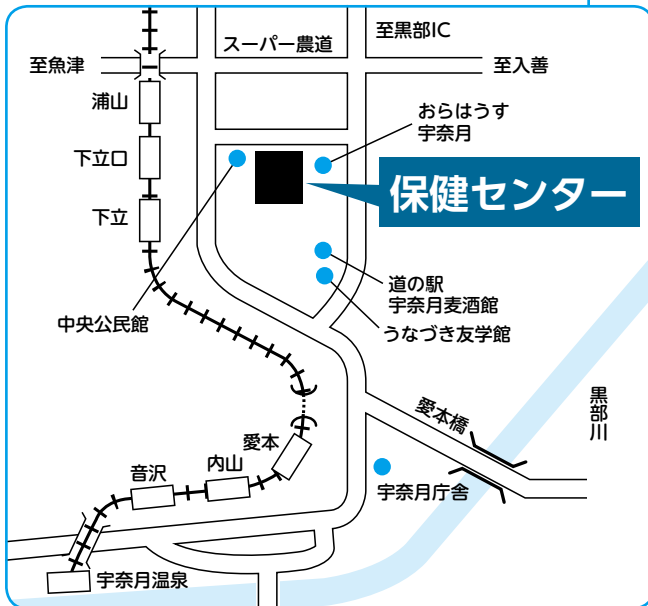 至黒部IC
スーパー農道
至魚津
至入善
浦山
おらはうす
宇奈月
下立口
保健センター
下立
道の駅
宇奈月麦酒館
中央公民館
うなづき友学館
黒部川
愛本橋
愛本
内山
音沢
宇奈月庁舎
宇奈月温泉